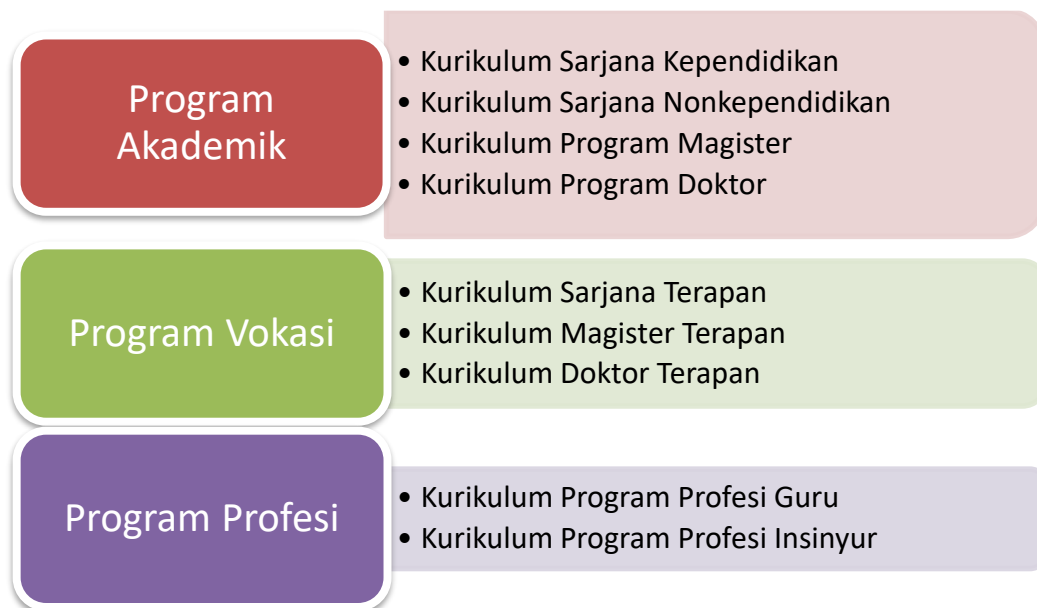 Program
Akademik
• Kurikulum Sarjana Kependidikan
• Kurikulum Sarjana Nonkependidikan
• Kurikulum Program Magister
• Kurikulum Program Doktor
Program Vokasi
• Kurikulum Sarjana Terapan
• Kurikulum Magister Terapan
• Kurikulum Doktor Terapan
Program Profesi
• Kurikulum Program Profesi Guru
• Kurikulum Program Profesi Insinyur